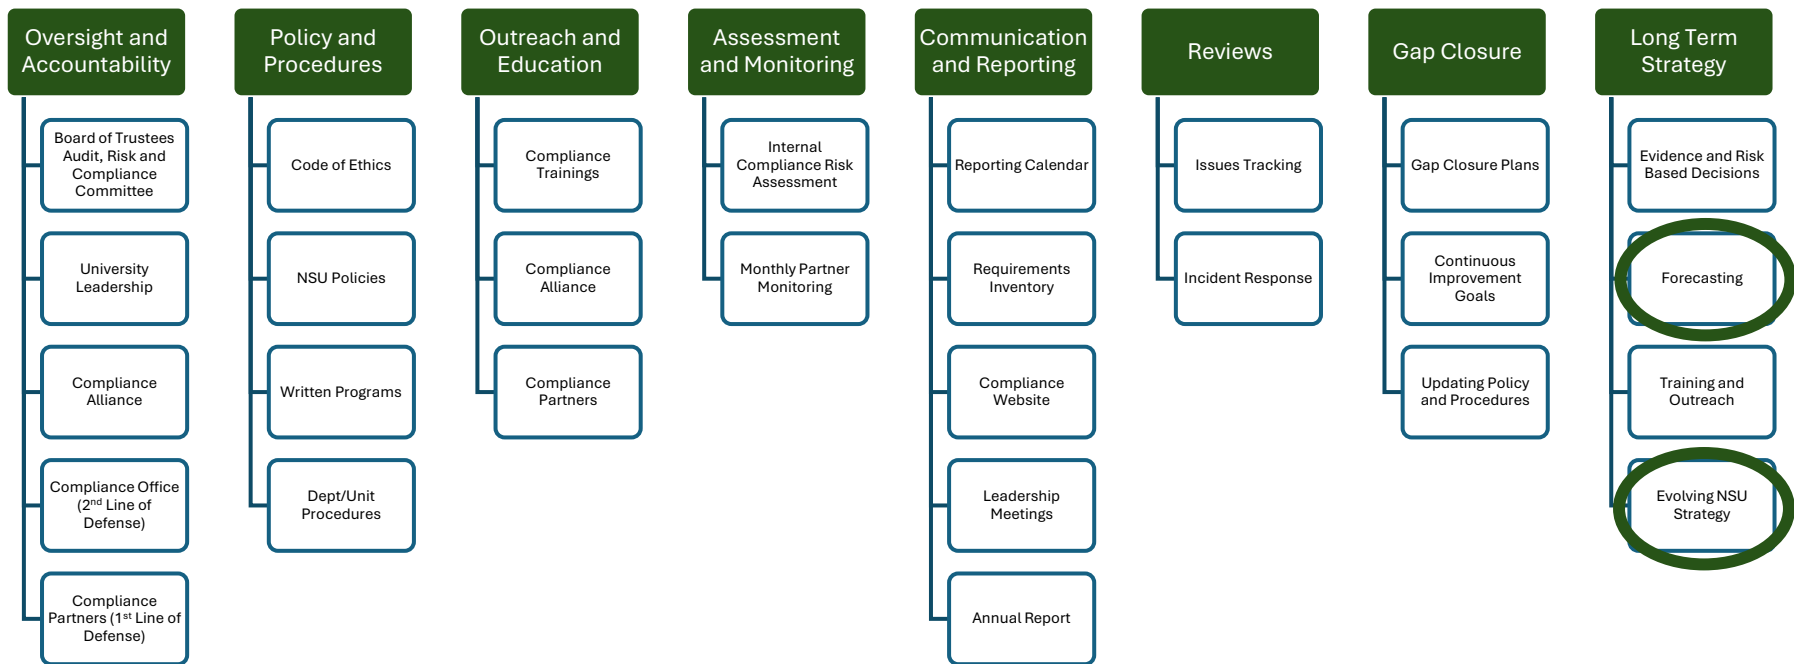 Oversight and
Accountability
Board of Trustees
Audit, Risk and
Compliance
Committee
University
Leadership
Compliance
Alliance
Compliance Office
(2nd Line of
Defense)
Compliance
Partners (1st Line of
Defense)
Policy and
Procedures
Code of Ethics
NSU Policies
Written Programs
Dept/Unit
Procedures
Outreach and
Education
Compliance
Trainings
Compliance
Alliance
Compliance
Partners
Assessment
and Monitoring
Internal
Compliance Risk
Assessment
Monthly Partner
Monitoring
Communication
and Reporting
Reporting Calendar
Requirements
Inventory
Compliance
Website
Leadership
Meetings
Annual Report
Reviews
Issues Tracking
Incident Response
Gap Closure
Gap Closure Plans
Continuous
Improvement
Goals
Updating Policy
and Procedures
Long Term
Strategy
Evidence and Risk
Based Decisions
Forecasting
Training and
Outreach
Evolving NSU
Strategy